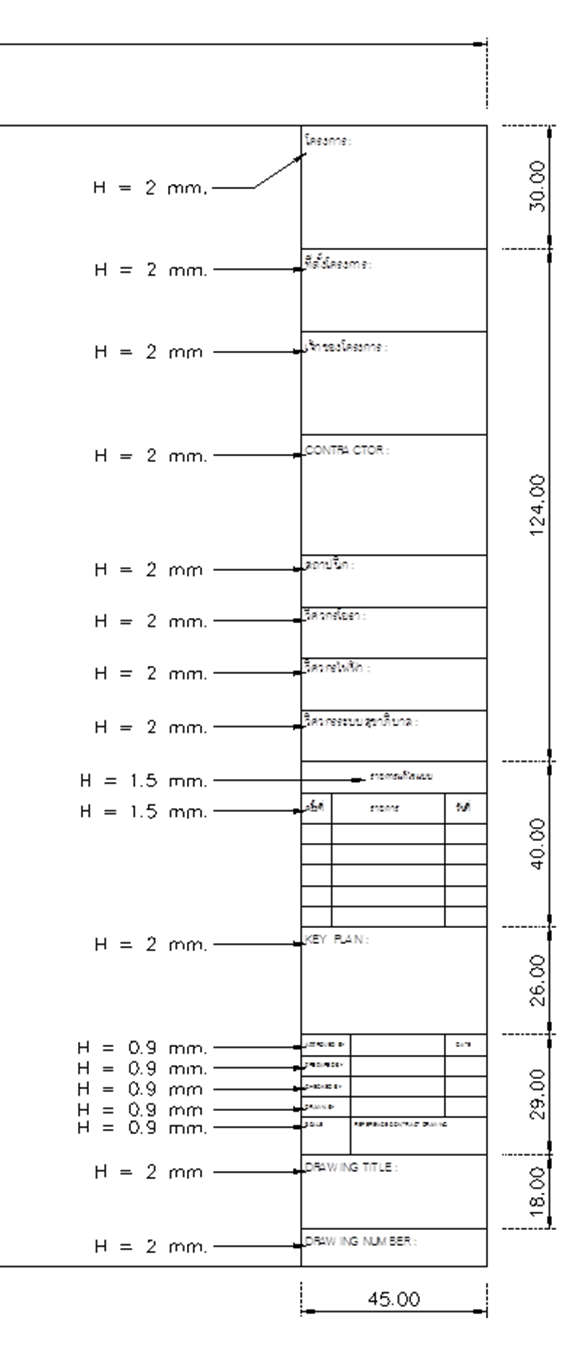 โครงการ :
H = 2 mm.
30.00
ที่ตั้งโครงการ :
H = 2 mm.
เจ้าของโครงการ :
H = 2 mm
CONTRACTOR :
H = 2 mm.
124.00
สถาปนิก :
H = 2 mm
วิศวกรโยธา :
H = 2 mm.
วิศวกรไฟฟ้า :
H = 2 mm.
วิศวกรระบบสุขาภิบาล :
H = 2 mm.
H = 1.5 mm. รายการแก้ไขแบบ
H = 1.5 mm. ครั้งที่ รายการ วันที่
40.00
KEY PLAN :
H = 2 mm.
26.00
H = 0.9 mm. APPROVED BY DATE
H = 0.9 mm.
H = 0.9 mm CHECKED BY
H = 0.9 mm DRAWN BY
H = 0.9 mm. SCALE REFERENCE CONTRACT DRAWING
29.00
DRAWING TITLE :
H = 2 mm
18.00
DRAWING NUMBER :
H = 2 mm.
45.00